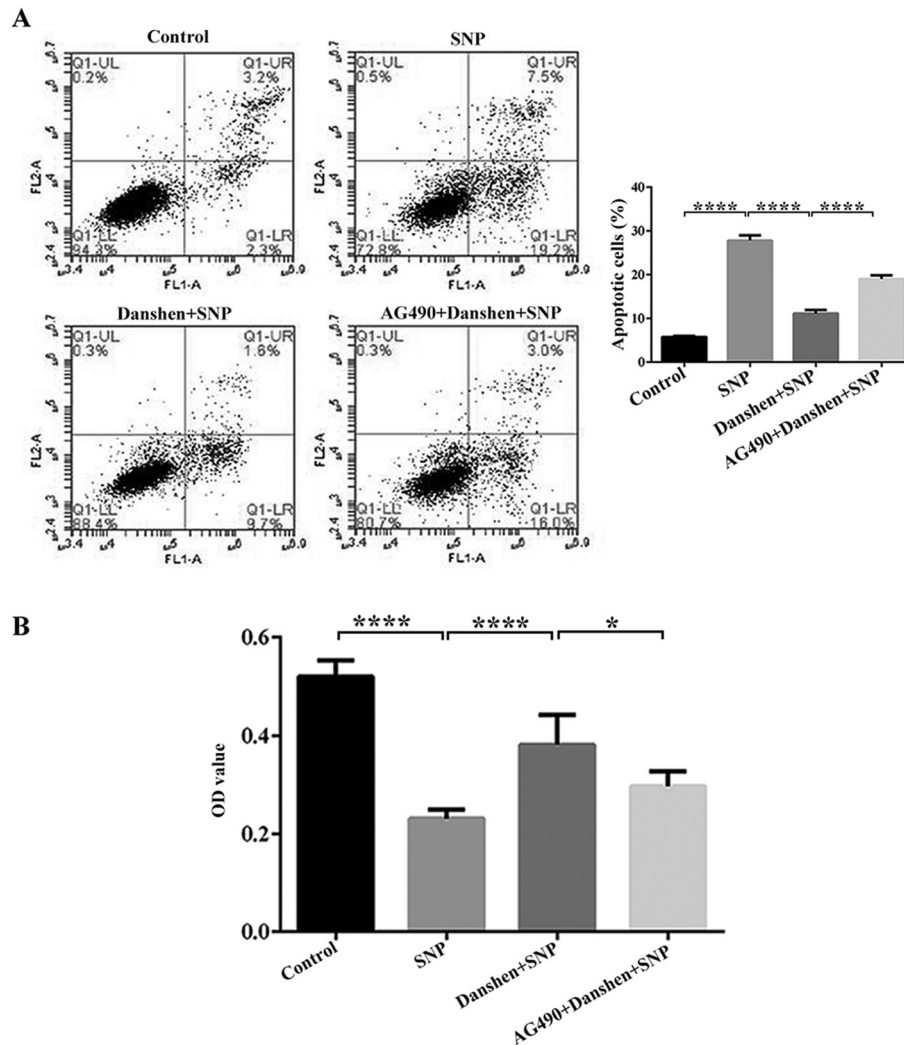 A
Control
Q1-UL
0.2%
Q1-UR
3.2%
Q1-LL
94.3%
Q1-LR
2.3%
FL2-A
FL1-A
SNP
Q1-UL
0.5%
Q1-UR
7.5%
Q1-LL
72.8%
Q1-LR
19.2%
FL2-A
FL1-A
Danshen+SNP
Q1-UL
0.3%
Q1-UR
1.6%
Q1-LL
88.4%
Q1-LR
9.7%
FL2-A
FL1-A
AG490+Danshen+SNP
Q1-UL
0.3%
Q1-UR
3.0%
Q1-LL
80.7%
Q1-LR
16.0%
FL2-A
FL1-A
Apoptotic cells (%)
40
30
20
10
0
**** **** ****
Control
SNP
Danshen+SNP
AG490+Danshen+SNP
B
OD value
0.6
0.4
0.2
0.0
**** **** *
Control
SNP
Danshen+SNP
AG490+Danshen+SNP